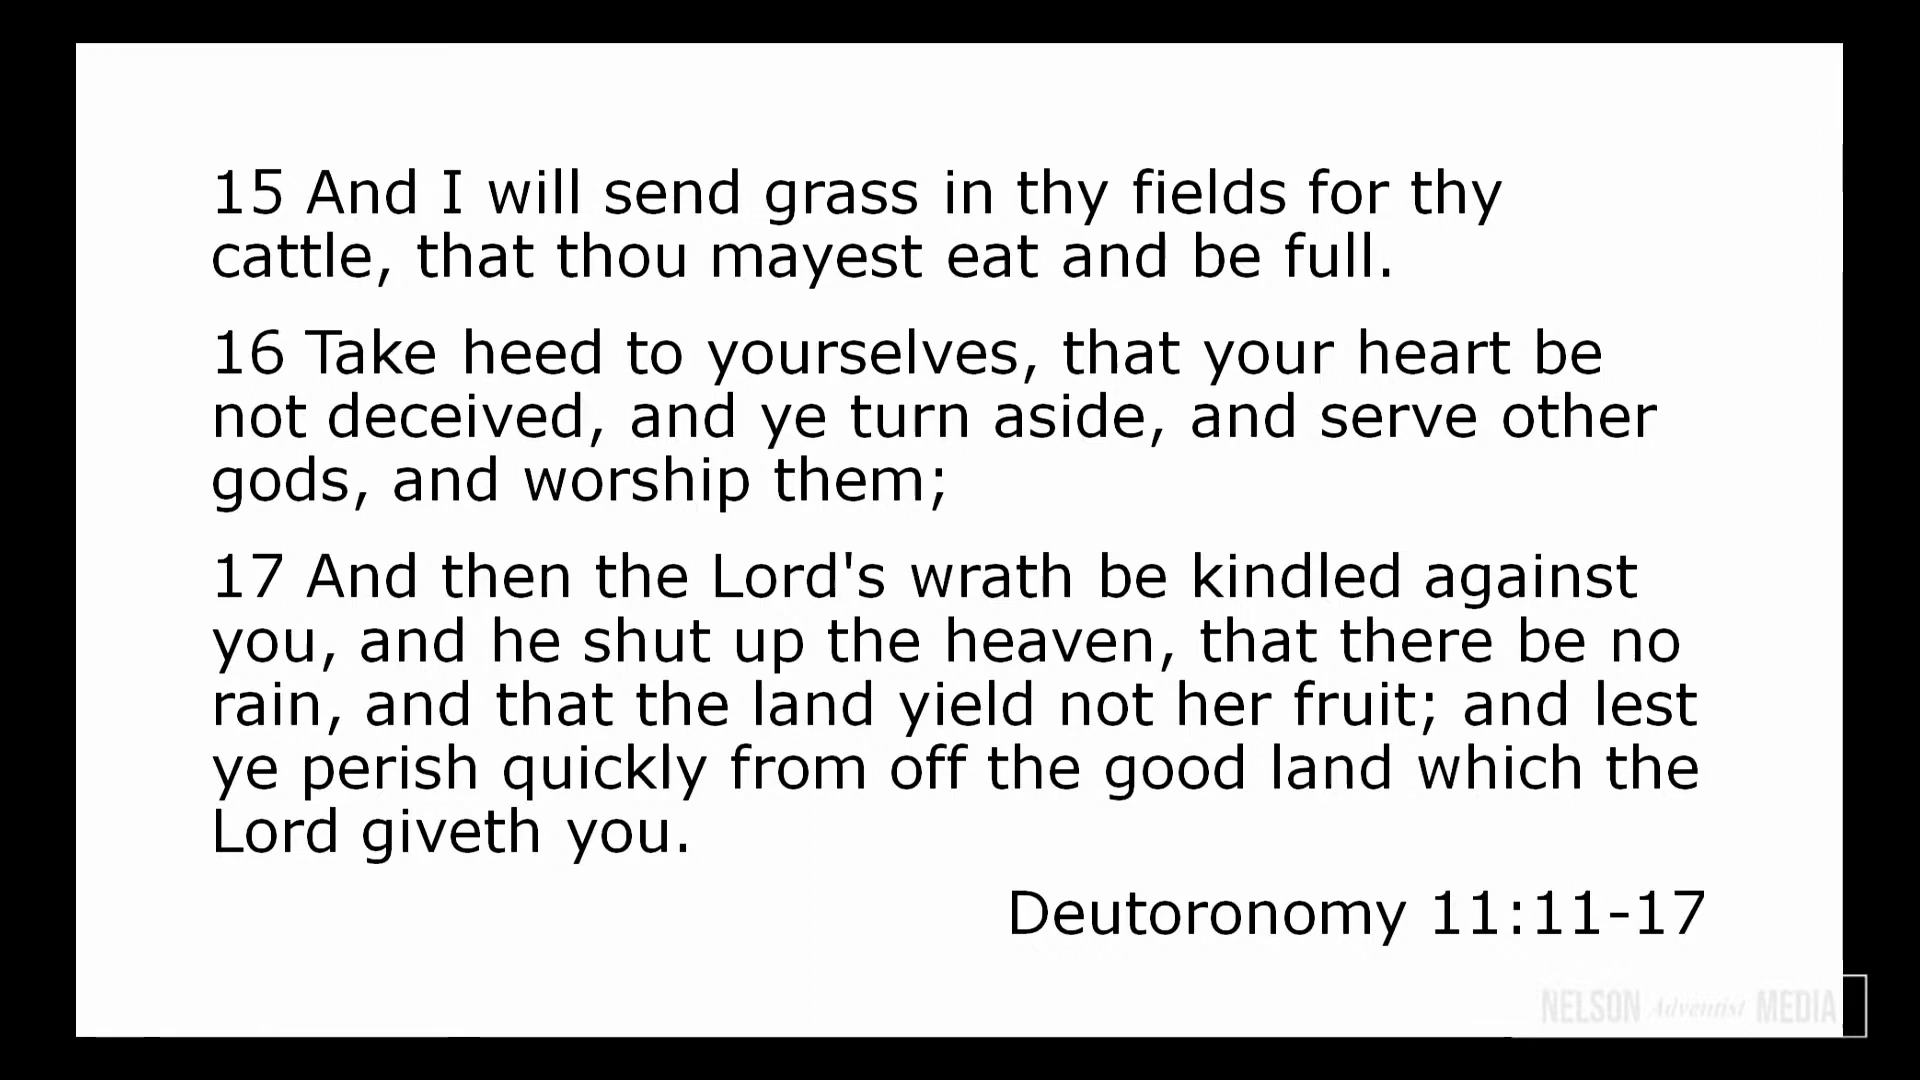 15 And I will send grass in thy fields for thy
cattle, that thou mayest eat and be full.
16 Take heed to yourselves, that your heart be
not deceived, and ye turn aside, and serve other
gods, and worship them;
17 And then the Lord's wrath be kindled against
you, and he shut up the heaven, that there be no
rain, and that the land yield not her fruit; and lest
ye perish quickly from off the good land which the
Lord giveth you.
Deutoronomy 11:11-17
NELSON Adventist MEDIA